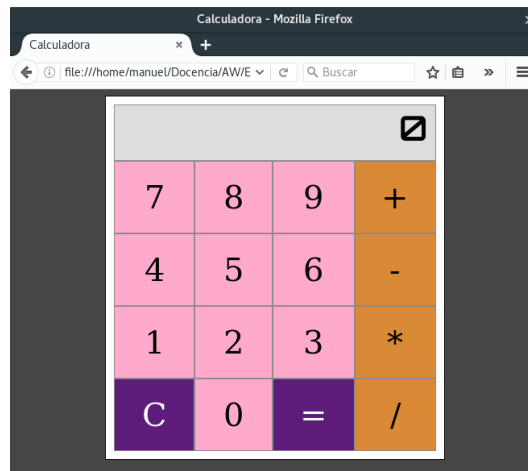 Calculadora - Mozilla Firefox
Calculadora × +
file:///home/manuel/Docencia/AW/E Buscar »
0
7 8 9 +
4 5 6 -
1 2 3 *
C 0 = /